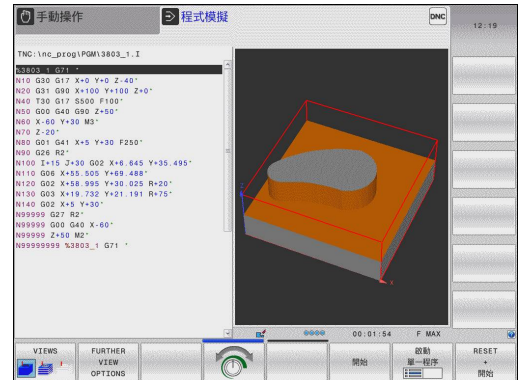 手動操作
程式模擬
DNC
12:19
TNC:\nc_prog\PGM\3803_1.I
%3803_1 G71 *
N10 G30 G17 X+0 Y+0 Z-40*
N20 G31 G90 X+100 Y+100 Z+0*
N40 T30 G17 S500 F100*
N50 G00 G40 G90 Z+50*
N60 X-60 Y+30 M3*
N70 Z-20*
N80 G01 G41 X+5 Y+30 F250*
N90 G26 R2*
N100 I+15 J+30 G02 X+6.645 Y+35.495*
N110 G06 X+55.505 Y+69.488*
N120 G02 X+58.995 Y+30.025 R+20*
N130 G03 X+19.732 Y+21.191 R+75*
N140 G02 X+5 Y+30*
N99999 G27 R2*
N99999 G00 G40 X-60*
N99999 Z+50 M2*
N99999999 %3803_1 G71 *
Z
X
00:01:54 F MAX
VIEWS
FURTHER
VIEW
OPTIONS
開始
啟動
單一程序
RESET
+
開始